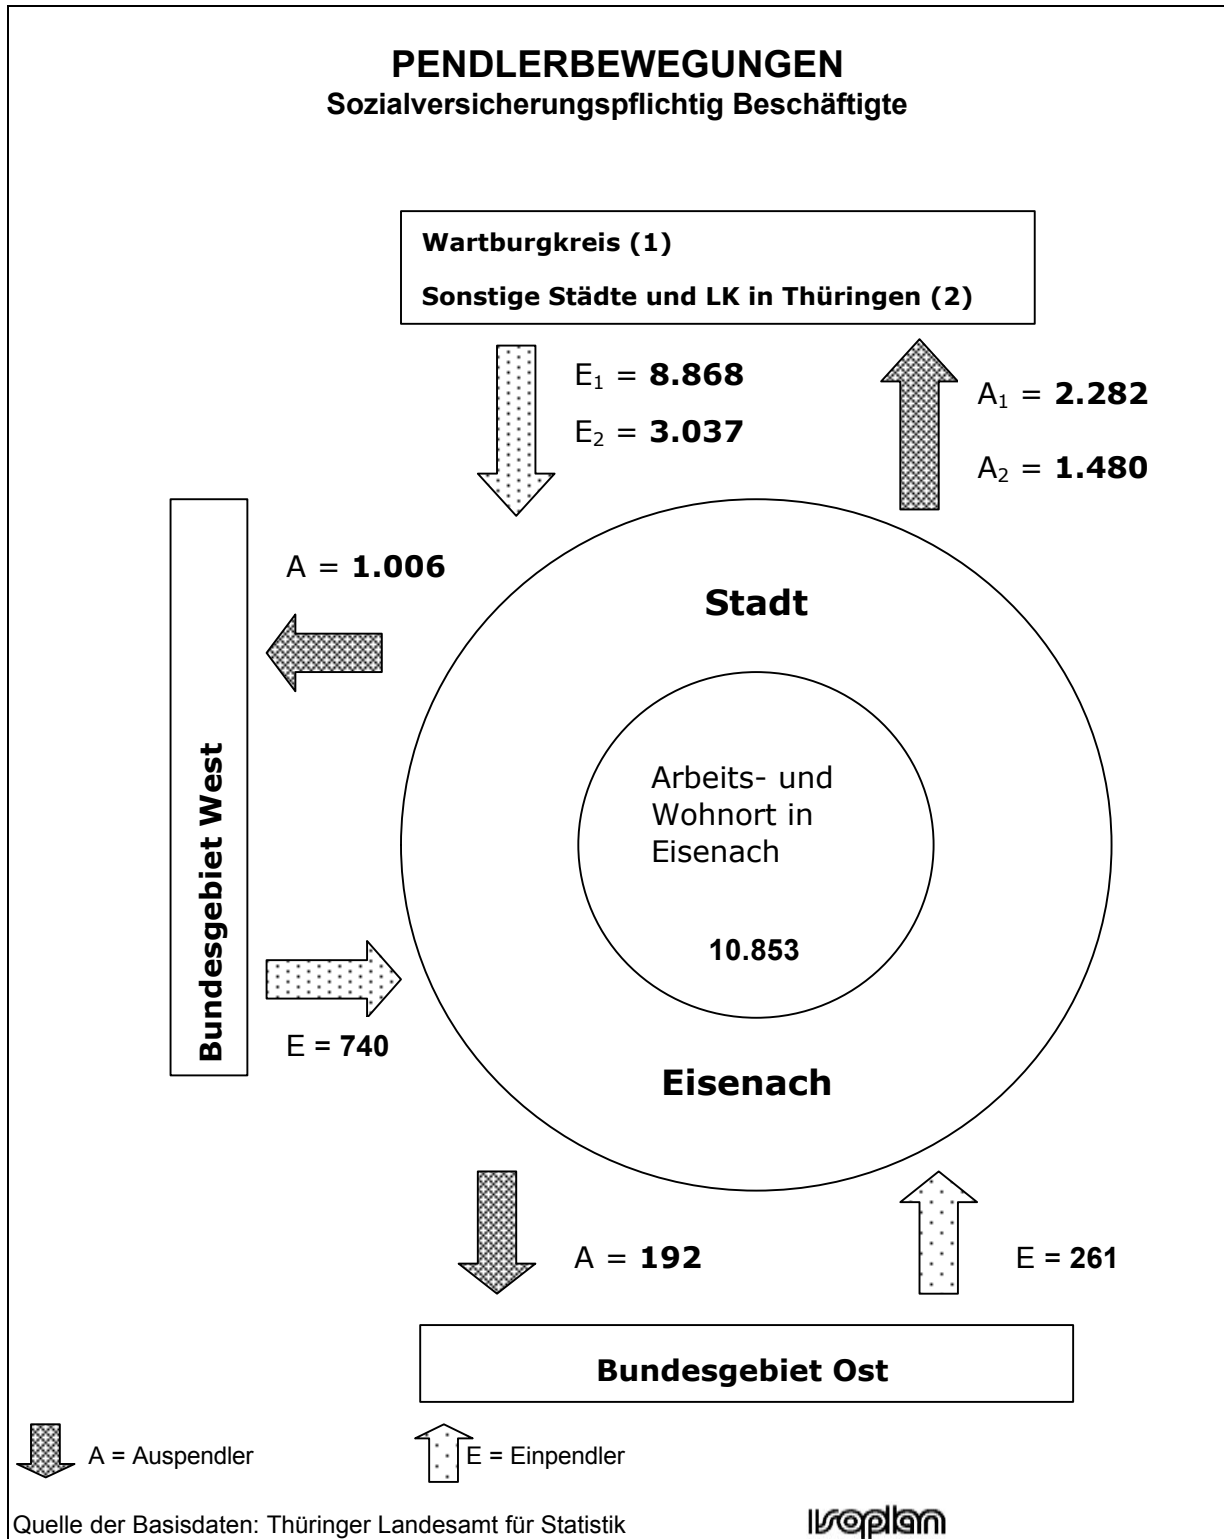 PENDLERBEWEGUNGEN
Sozialversicherungspflichtig Beschäftigte
Wartburgkreis (1)
Sonstige Städte und LK in Thüringen (2)
E₁ = 8.868
E₂ = 3.037
A₁ = 2.282
A₂ = 1.480
A = 1.006
Bundesgebiet West
E = 740
Stadt
Arbeits- und
Wohnort in
Eisenach
10.853
Eisenach
A = 192
E = 261
Bundesgebiet Ost
A = Auspendler
E = Einpendler
Quelle der Basisdaten: Thüringer Landesamt für Statistik
isoplan